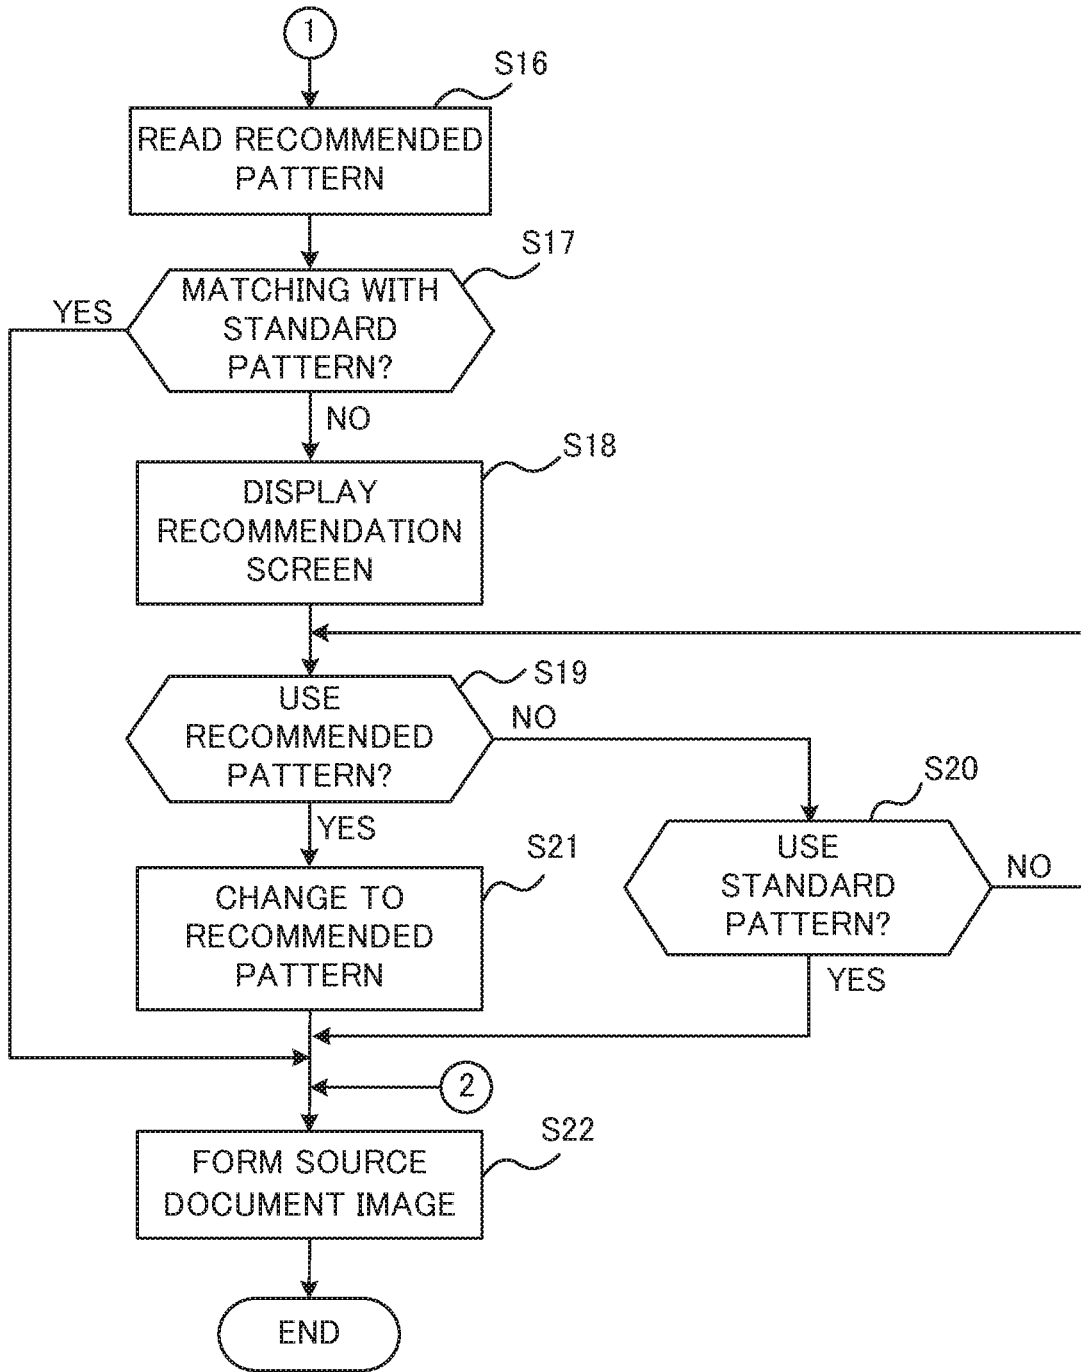 1
S16
READ RECOMMENDED
PATTERN
S17
MATCHING WITH
STANDARD
PATTERN?
YES
NO
S18
DISPLAY
RECOMMENDATION
SCREEN
S19
USE
RECOMMENDED
PATTERN?
NO
YES
S20
USE
STANDARD
PATTERN?
NO
YES
S21
CHANGE TO
RECOMMENDED
PATTERN
2
S22
FORM SOURCE
DOCUMENT IMAGE
END